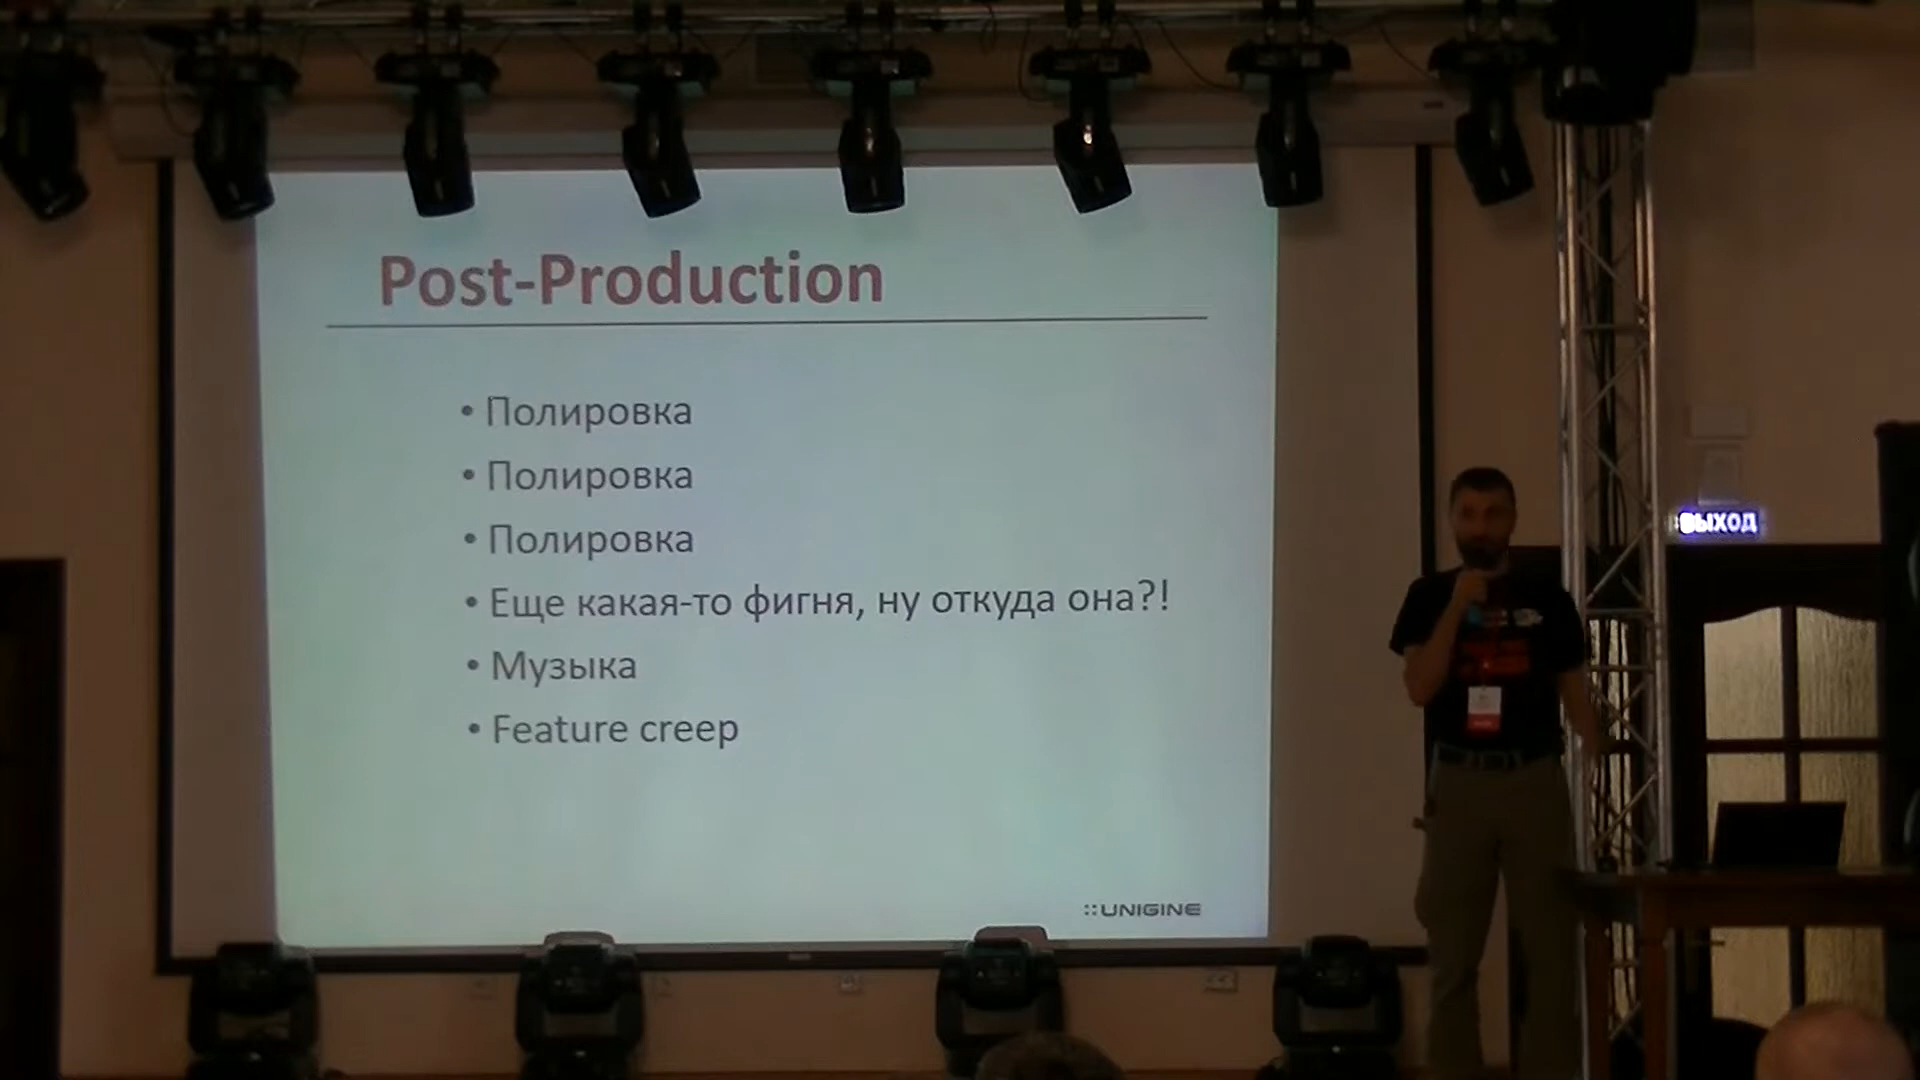 Post-Production
• Полировка
• Полировка
• Полировка
• Еще какая-то фигня, ну откуда она?!
• Музыка
• Feature creep
::UNIGINE
ВЫХОД